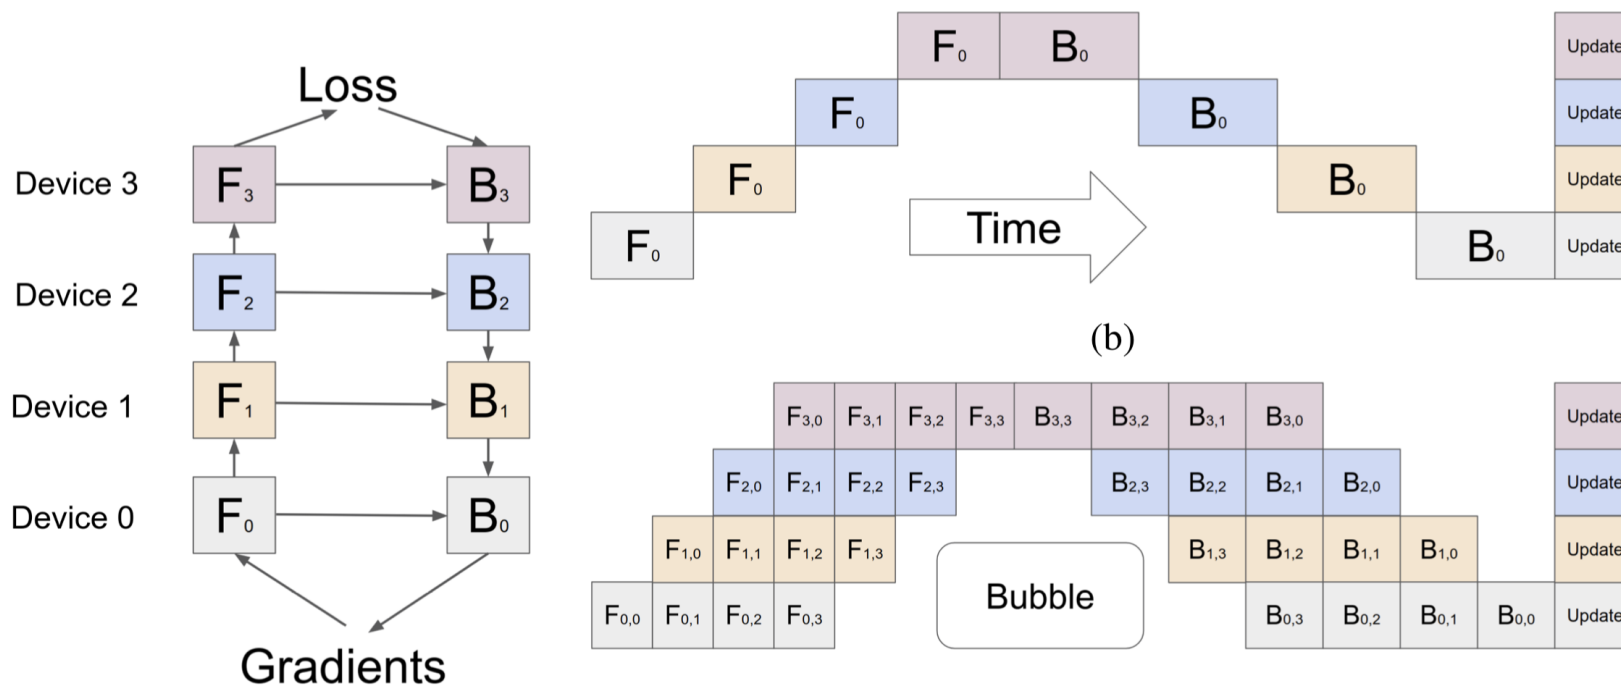 Loss
Device 3 F3 B3
Device 2 F2 B2
Device 1 F1 B1
Device 0 F0 B0
Gradients
F0 B0 Update
F0 B0 Update
F0 B0 Update
F0 B0 Update
Time
(b)
F3,0 F3,1 F3,2 F3,3 B3,3 B3,2 B3,1 B3,0 Update
F2,0 F2,1 F2,2 F2,3 B2,3 B2,2 B2,1 B2,0 Update
F1,0 F1,1 F1,2 F1,3 B1,3 B1,2 B1,1 B1,0 Update
F0,0 F0,1 F0,2 F0,3 B0,3 B0,2 B0,1 B0,0 Update
Bubble